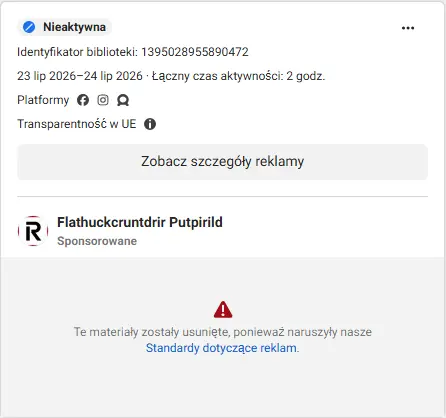 Nieaktywna
Identyfikator biblioteki: 1395028955890472
23 lip 2026–24 lip 2026 · Łączny czas aktywności: 2 godz.
Platformy
Transparentność w UE
Zobacz szczegóły reklamy
R
Flathuckcruntdrir Putpirild
Sponsorowane
Te materiały zostały usunięte, ponieważ naruszyły nasze
Standardy dotyczące reklam.